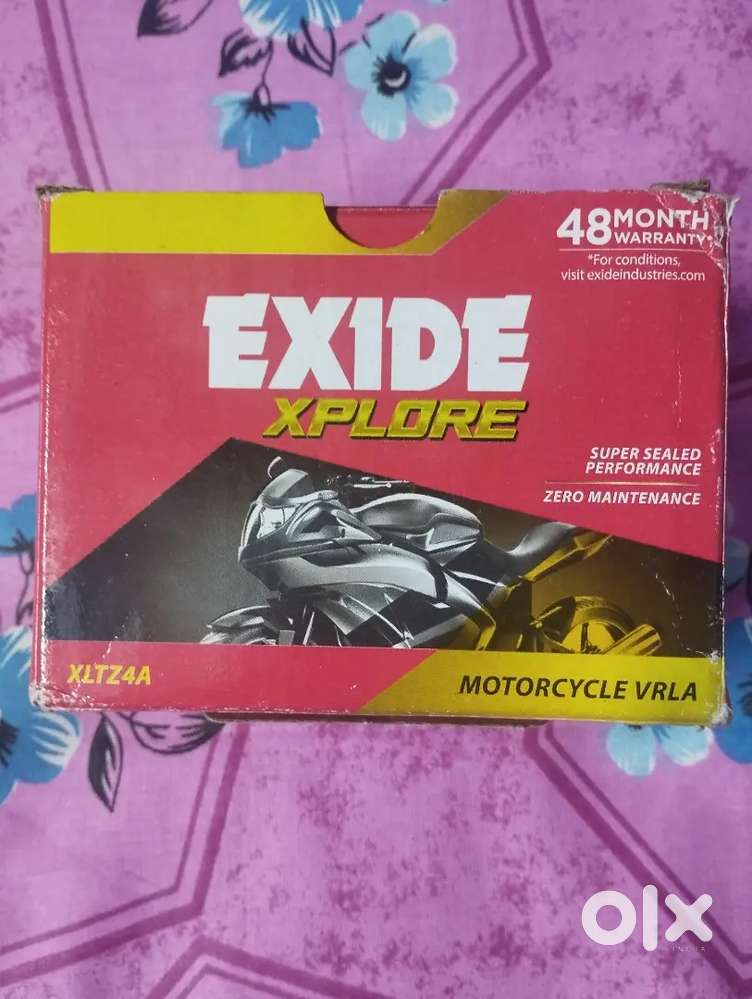 48 MONTH
WARRANTY*
*For conditions,
visit exideindustries.com
EXIDE
XPLORE
SUPER SEALED
PERFORMANCE
ZERO MAINTENANCE
XLTZ4A
MOTORCYCLE VRLA
olx
INDIA